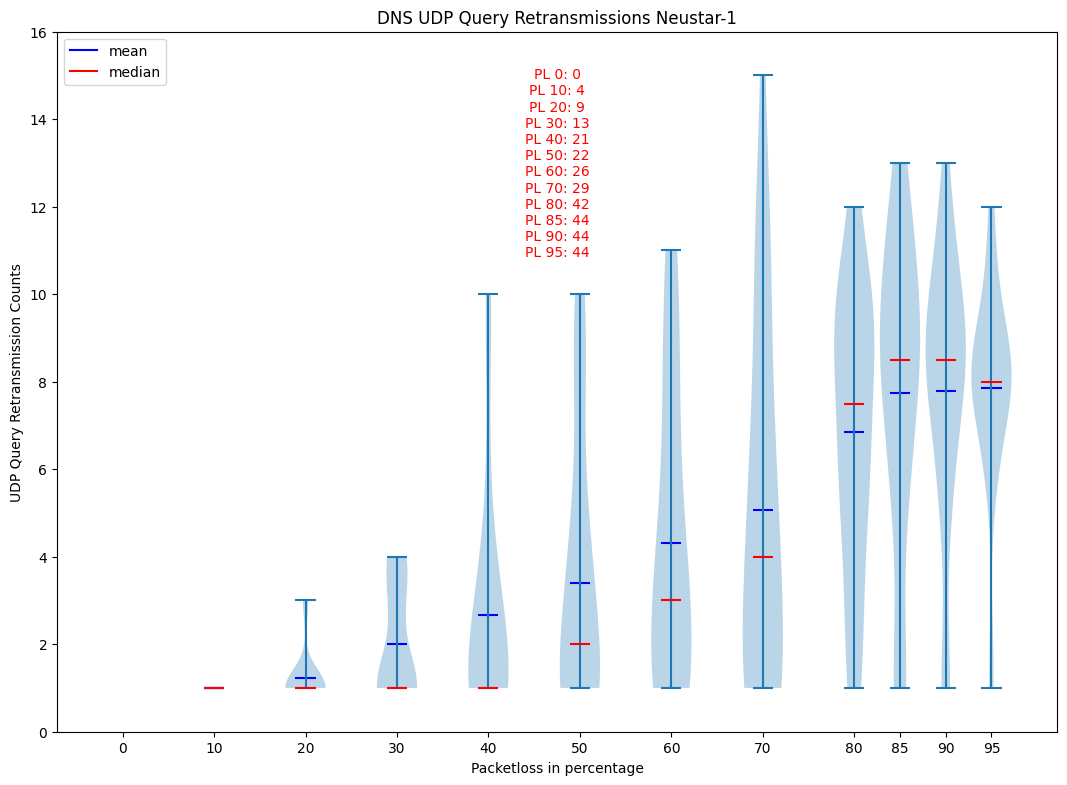 DNS UDP Query Retransmissions Neustar-1
mean
median
PL 0: 0
PL 10: 4
PL 20: 9
PL 30: 13
PL 40: 21
PL 50: 22
PL 60: 26
PL 70: 29
PL 80: 42
PL 85: 44
PL 90: 44
PL 95: 44
UDP Query Retransmission Counts
16
14
12
10
8
6
4
2
0
0 10 20 30 40 50 60 70 80 85 90 95
Packetloss in percentage